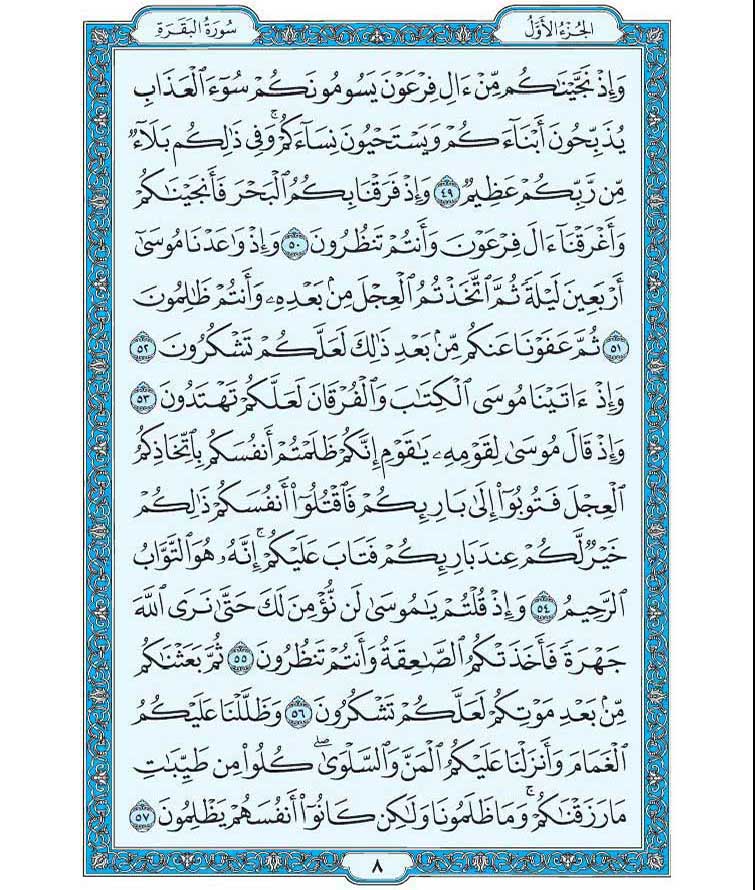 الجُزْءُ الأَوَّلُ
سُورَةُ البَقَرَةِ
وَإِذْ نَجَّيْنَٰكُم مِّنْ ءَالِ فِرْعَوْنَ يَسُومُونَكُمْ سُوٓءَ ٱلْعَذَابِ
يُذَبِّحُونَ أَبْنَآءَكُمْ وَيَسْتَحْيُونَ نِسَآءَكُمْ ۚ وَفِى ذَٰلِكُم بَلَآءٌ
مِّن رَّبِّكُمْ عَظِيمٌ ٤٩ وَإِذْ فَرَقْنَا بِكُمُ ٱلْبَحْرَ فَأَنجَيْنَٰكُمْ
وَأَغْرَقْنَآ ءَالَ فِرْعَوْنَ وَأَنتُمْ تَنظُرُونَ ٥٠ وَإِذْ وَٰعَدْنَا مُوسَىٰٓ
أَرْبَعِينَ لَيْلَةً ثُمَّ ٱتَّخَذْتُمُ ٱلْعِجْلَ مِنۢ بَعْدِهِۦ وَأَنتُمْ ظَٰلِمُونَ
٥١ ثُمَّ عَفَوْنَا عَنكُم مِّنۢ بَعْدِ ذَٰلِكَ لَعَلَّكُمْ تَشْكُرُونَ ٥٢
وَإِذْ ءَاتَيْنَا مُوسَى ٱلْكِتَٰبَ وَٱلْفُرْقَانَ لَعَلَّكُمْ تَهْتَدُونَ ٥٣
وَإِذْ قَالَ مُوسَىٰ لِقَوْمِهِۦ يَٰقَوْمِ إِنَّكُمْ ظَلَمْتُمْ أَنفُسَكُم بِٱتِّخَاذِكُمُ
ٱلْعِجْلَ فَتُوبُوٓا۟ إِلَىٰ بَارِئِكُمْ فَٱقْتُلُوٓا۟ أَنفُسَكُمْ ذَٰلِكُمْ
خَيْرٌ لَّكُمْ عِندَ بَارِئِكُمْ فَتَابَ عَلَيْكُمْ ۚ إِنَّهُۥ هُوَ ٱلتَّوَّابُ
ٱلرَّحِيمُ ٥٤ وَإِذْ قُلْتُمْ يَٰمُوسَىٰ لَن نُّؤْمِنَ لَكَ حَتَّىٰ نَرَى ٱللَّهَ
جَهْرَةً فَأَخَذَتْكُمُ ٱلصَّٰعِقَةُ وَأَنتُمْ تَنظُرُونَ ٥٥ ثُمَّ بَعَثْنَٰكُم
مِّنۢ بَعْدِ مَوْتِكُمْ لَعَلَّكُمْ تَشْكُرُونَ ٥٦ وَظَلَّلْنَا عَلَيْكُمُ
ٱلْغَمَامَ وَأَنزَلْنَا عَلَيْكُمُ ٱلْمَنَّ وَٱلسَّلْوَىٰ ۖ كُلُوا۟ مِن طَيِّبَٰتِ
مَا رَزَقْنَٰكُمْ ۚ وَمَا ظَلَمُونَا وَلَٰكِن كَانُوٓا۟ أَنفُسَهُمْ يَظْلِمُونَ ٥٧
٨